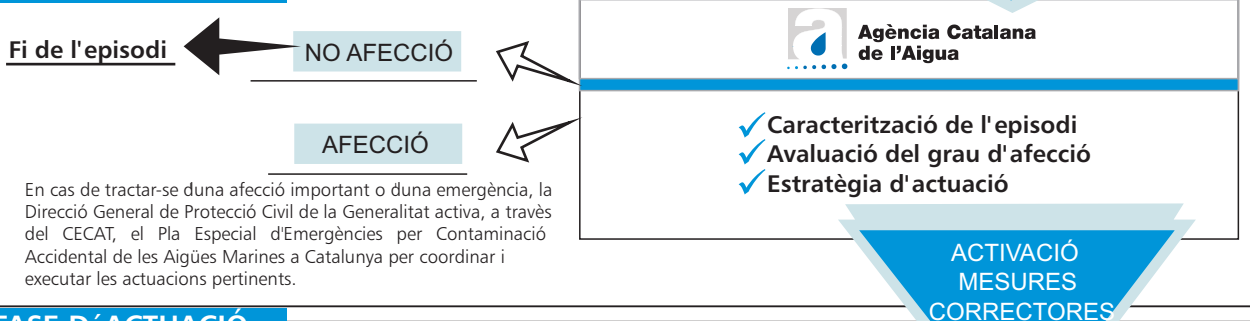 Fi de l'episodi
NO AFECCIÓ
AFECCIÓ
En cas de tractar-se duna afecció important o duna emergència, la
Direcció General de Protecció Civil de la Generalitat activa, a travès
del CECAT, el Pla Especial d'Emergències per Contaminació
Accidental de les Aigües Marines a Catalunya per coordinar i
executar les actuacions pertinents.
Agència Catalana
de l'Aigua
Caracterització de l'episodi
Avaluació del grau d'afecció
Estratègia d'actuació
ACTIVACIÓ
MESURES
CORRECTORES
FASE D´ACTUACIÓ